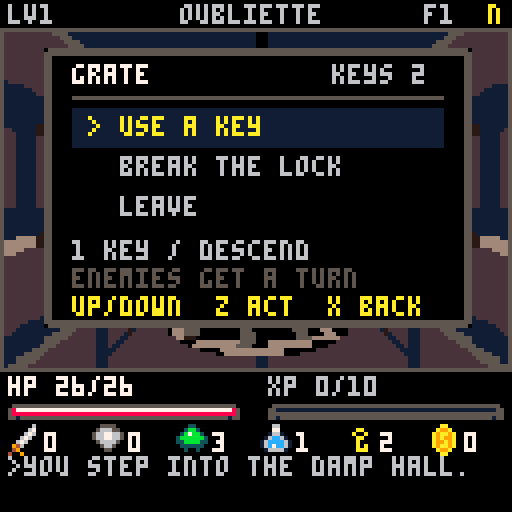 LV1 OUBLIETTE F1 N
GRATE KEYS 2
> USE A KEY
BREAK THE LOCK
LEAVE
1 KEY / DESCEND
ENEMIES GET A TURN
UP/DOWN Z ACT X BACK
HP 26/26 XP 0/10
0 0 3 1 2 0
>YOU STEP INTO THE DAMP HALL.